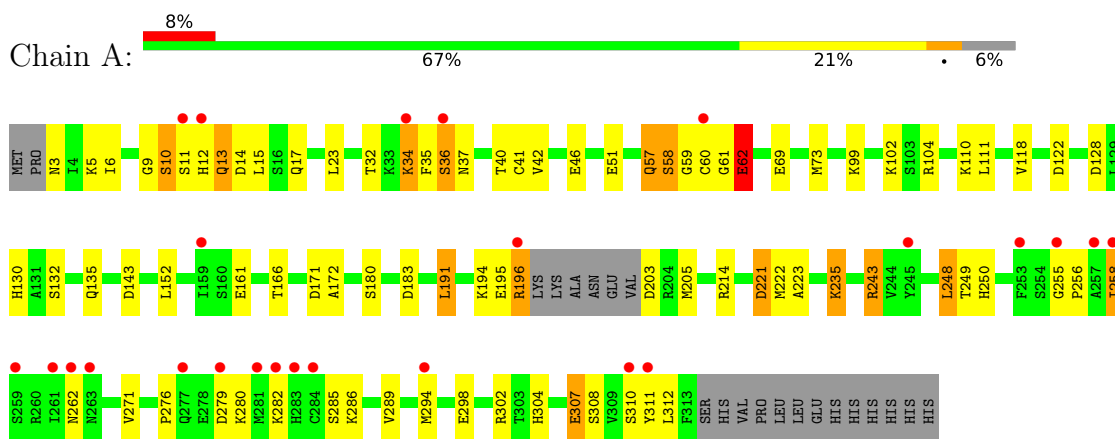 8%
Chain A:
67% 21% • 6%
MET PRO N3 I4 K5 I6 G9 S10 S11 H12 Q13 D14 L15 S16 Q17 L23 T32 K33 K34 F35 S36 N37 T40 C41 V42 E46 E51 Q57 S58 G59 C60 G61 E62 E69 M73 K99 K102 S103 R104 K110 L111 V118 D122 D128 L129
H130 A131 S132 Q135 D143 L152 I159 S160 E161 T166 D171 A172 S180 D183 L191 K194 E195 R196 LYS LYS ALA ASN GLU VAL D203 R204 M205 R214 D221 M222 A223 K235 R243 V244 Y245 L248 T249 H250 F253 S254 G255 P256 A257 I258
S259 R260 I261 N262 N263 V271 P276 Q277 E278 D279 K280 M281 K282 H283 C284 S285 K286 V289 M294 E298 R302 T303 H304 E307 S308 V309 S310 Y311 L312 F313 SER HIS VAL PRO LEU LEU GLU HIS HIS HIS HIS HIS HIS